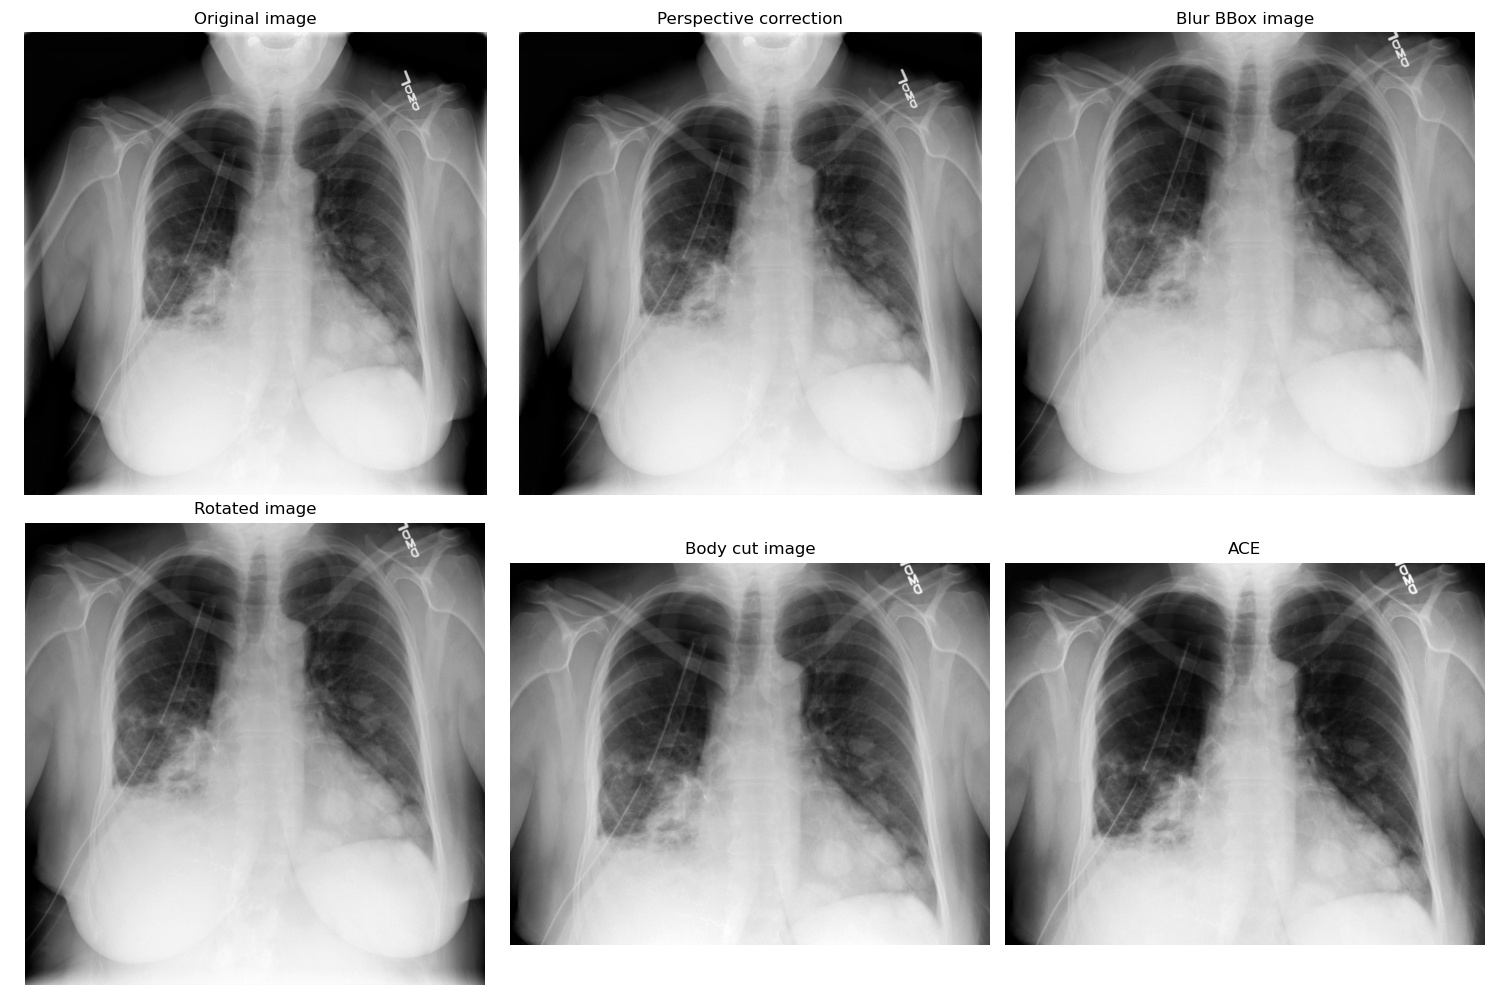 Original image
Perspective correction
Blur BBox image
Rotated image
Body cut image
ACE